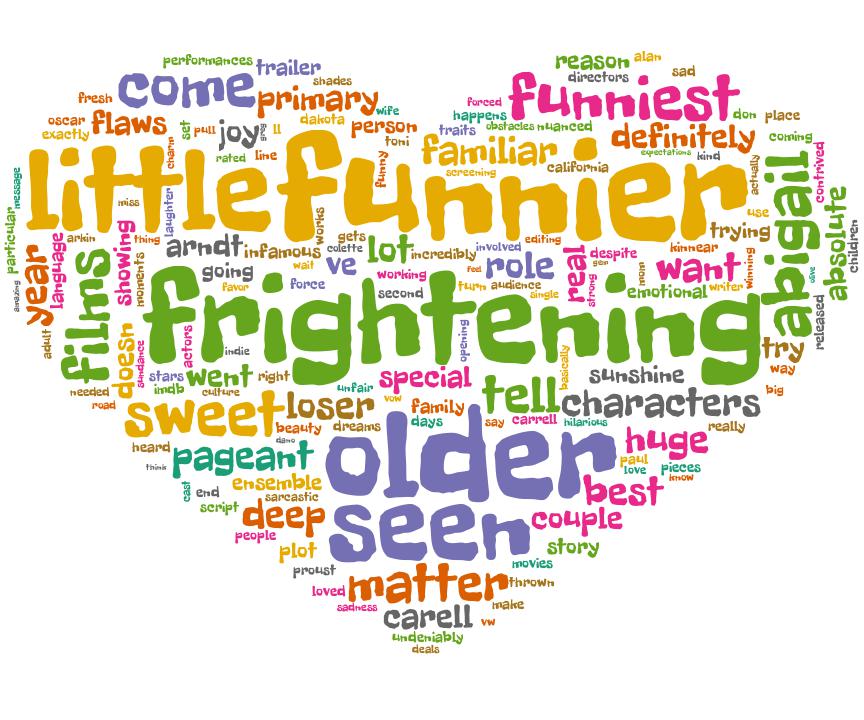 performances
trailer
shades
reason
alan
directors
sad
fresh
come
primary
wife
forced
funniest
happens
don
place
oscar
flaws
exactly
set
pull
joy
grey
ll
dakota
person
toni
traits
obstacles
nuanced
definitely
coming
little
funnier
charm
rated
line
funny
familiar
screening
california
expectations
kind
actually
contrived
message
particular
miss
laughter
works
use
trying
abigail
absolute
children
year
language
arkin
showing
thing
moments
arndt
infamous
gets
colette
lot
incredibly
involved
editing
real
despite
kinnear
winning
films
going
wait
ve
working
feel
role
strong
gem
mom
want
writer
olive
amazing
favor
force
second
turn
audience
single
emotional
released
frightening
adult
doesn
sundance
actors
indie
opening
basically
try
way
big
stars
imdb
went
right
culture
unfair
special
sunshine
needed
road
sweet
loser
vow
family
tell
characters
beauty
dreams
days
say
carrell
hilarious
really
heard
dano
older
paul
huge
love
pieces
know
think
pageant
ensemble
sarcastic
best
cast
end
script
deep
seen
couple
people
plot
story
proust
movies
loved
matter
thrown
sadness
make
carell
vw
undeniably
deals